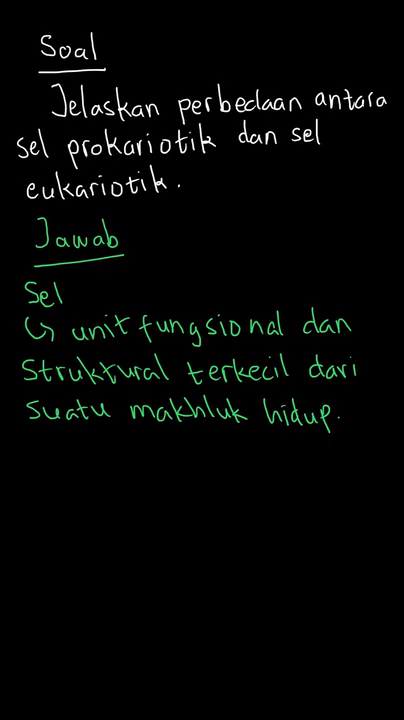 Soal
Jelaskan perbedaan antara
sel prokariotik dan sel
eukariotik.
Jawab
Sel
↳ unit fungsional dan
Struktural terkecil dari
suatu makhluk hidup.